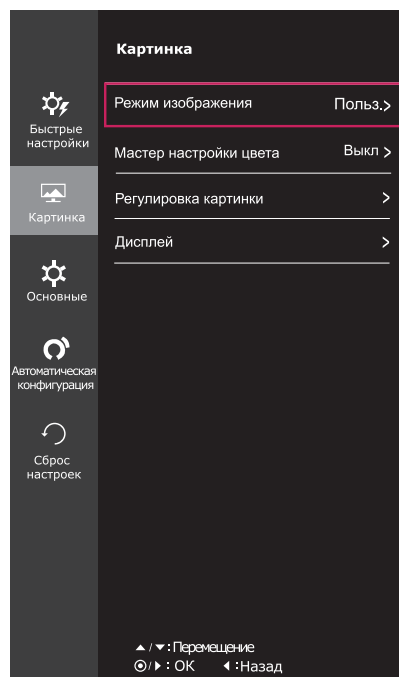 Картинка
Быстрые
настройки
Картинка
Основные
Автоматическая
конфигурация
Сброс
настроек
Режим изображения Польз.>
Мастер настройки цвета Выкл >
Регулировка картинки >
Дисплей >
▲ / ▼ : Перемещение
◉/ ▶ : OK ◀ :Назад